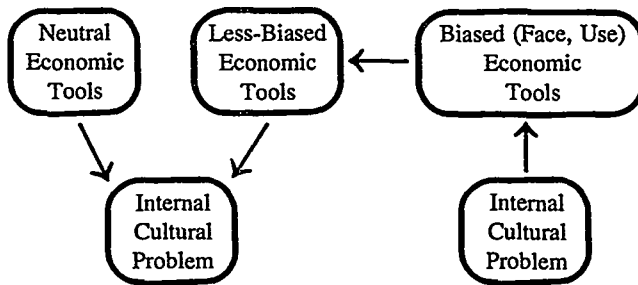 Neutral
Economic
Tools
Less-Biased
Economic
Tools
Biased (Face, Use)
Economic
Tools
Internal
Cultural
Problem
Internal
Cultural
Problem